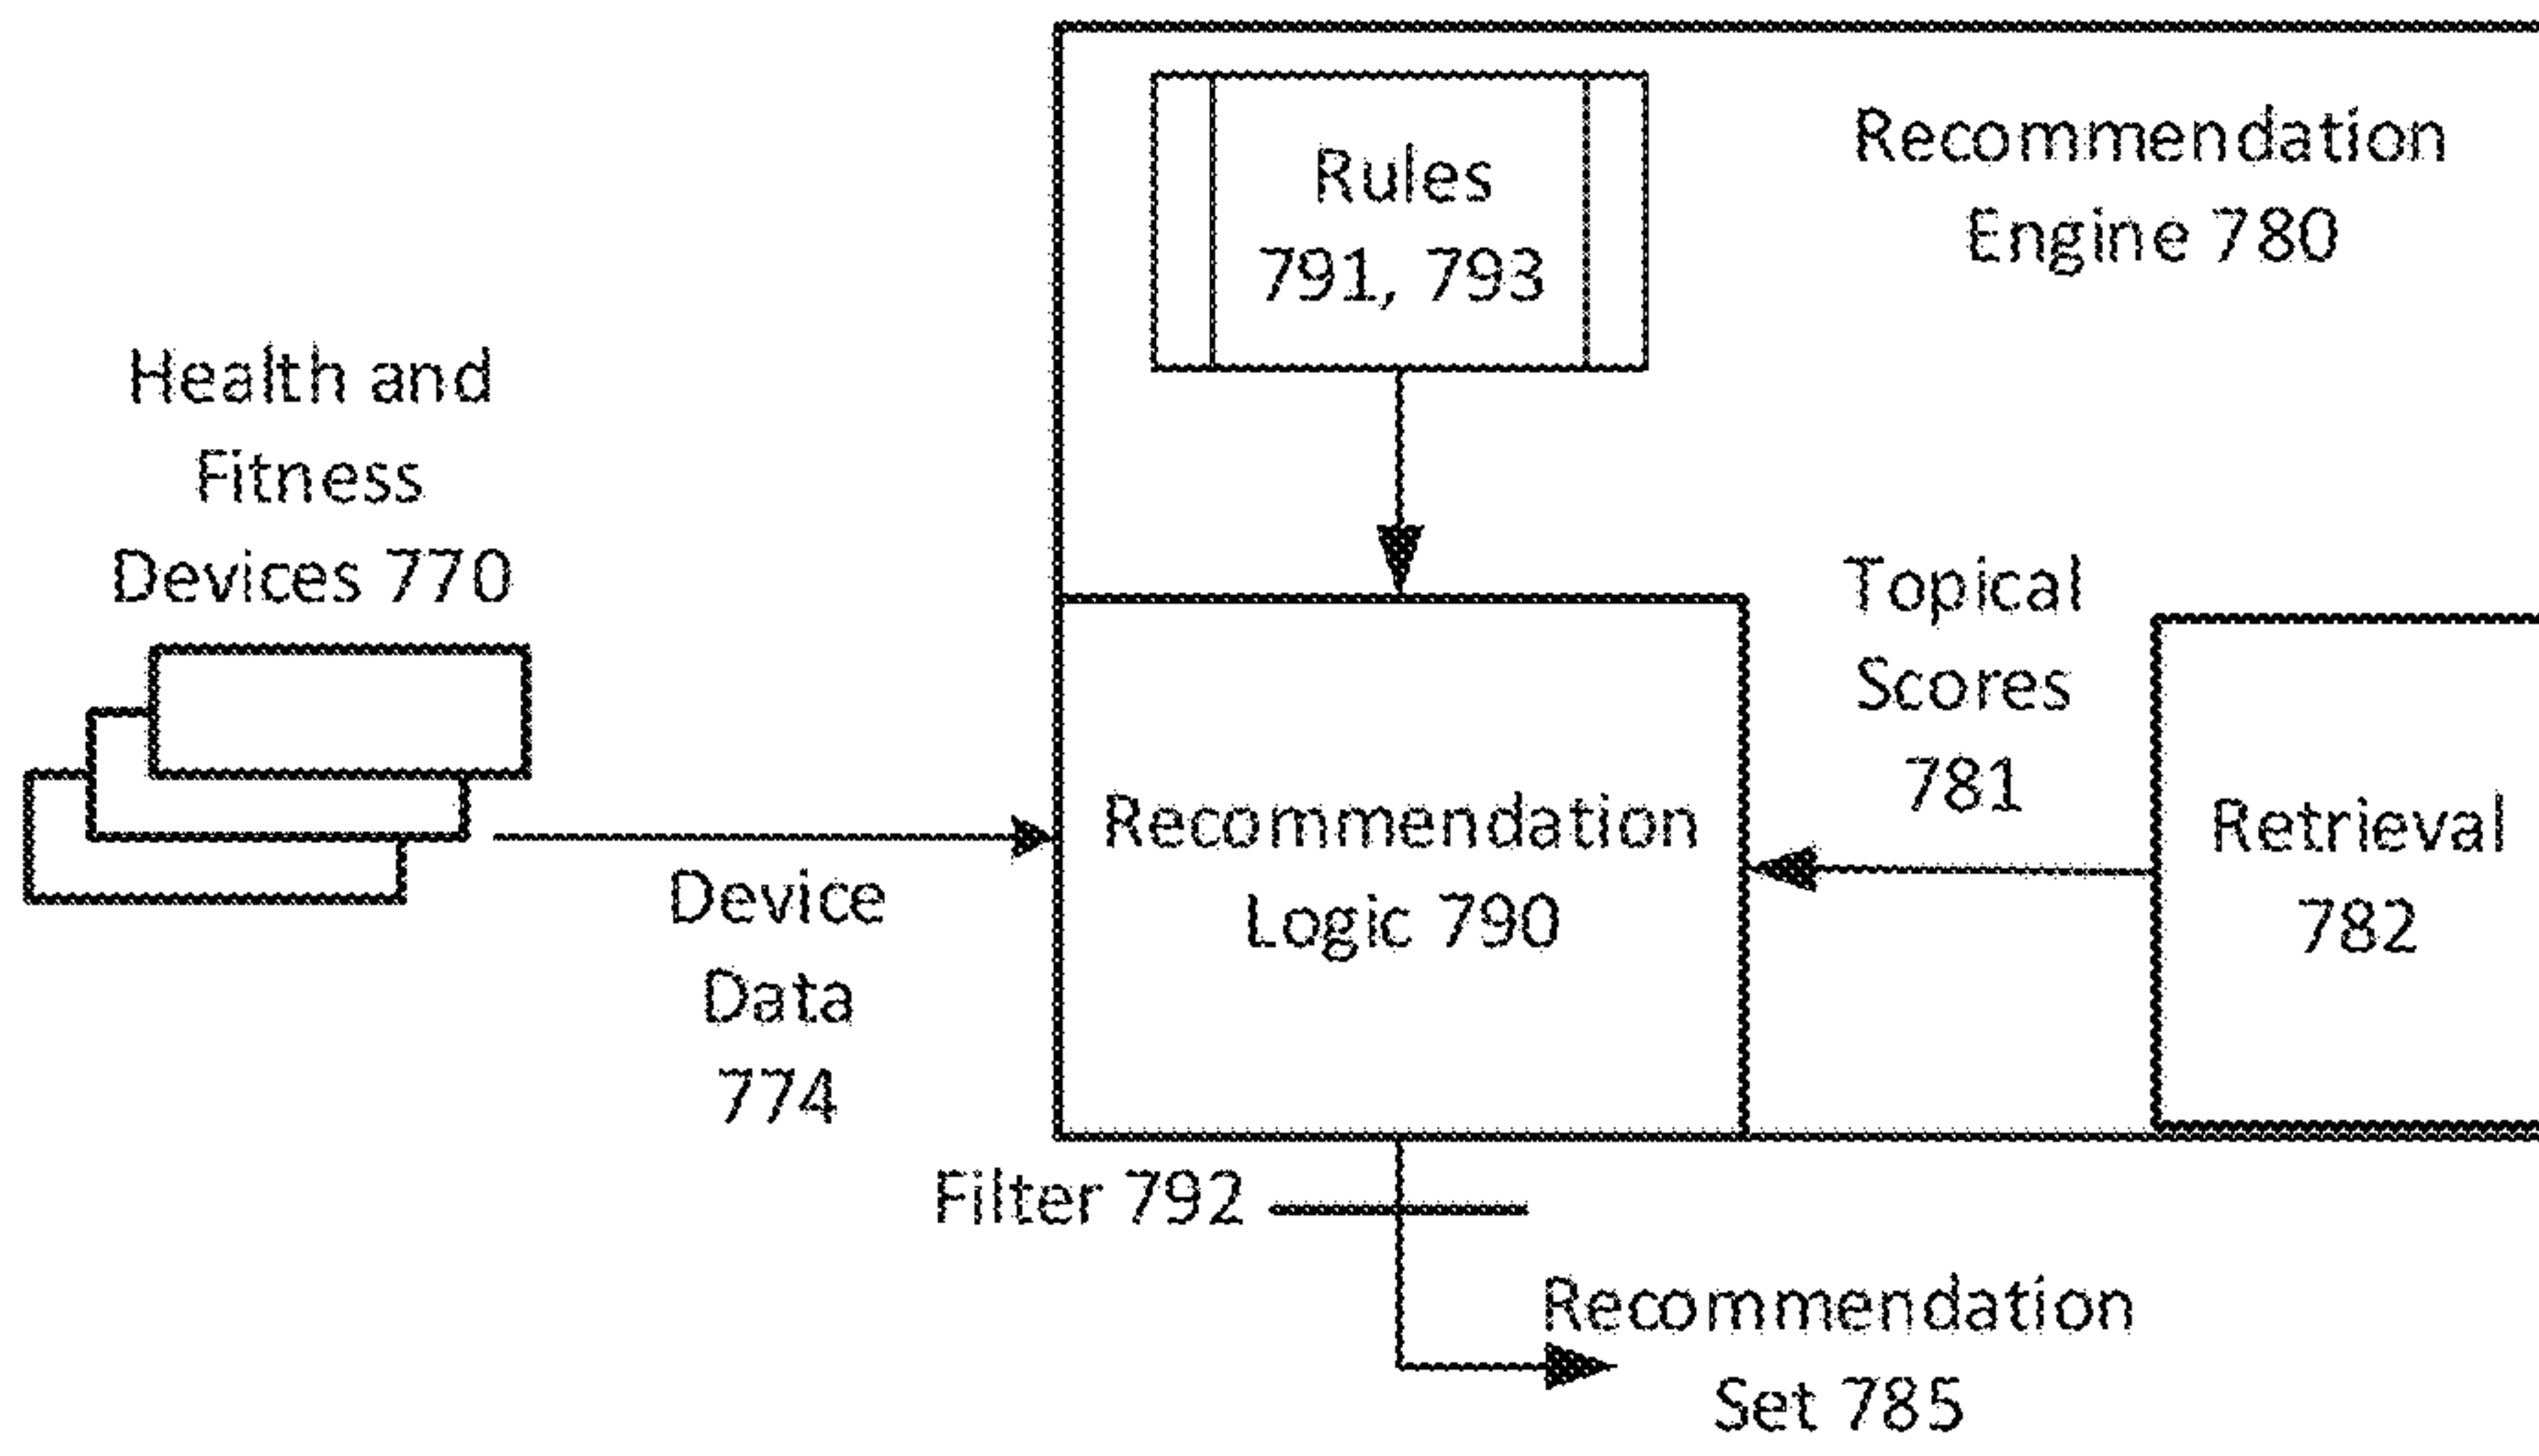 Recommendation
Engine 780
Rules
791, 793
Health and
Fitness
Devices 770
Topical
Scores
781
Recommendation
Logic 790
Retrieval
782
Device
Data
774
Filter 792
Recommendation
Set 785